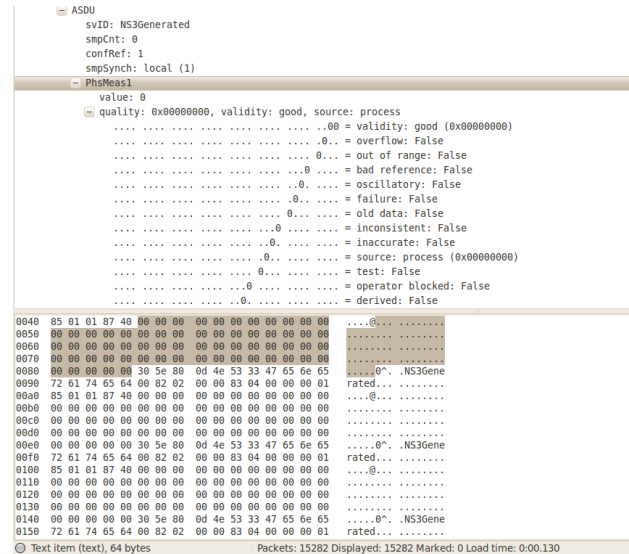 ASDU
svID: NS3Generated
smpCnt: 0
confRef: 1
smpSynch: local (1)
PhsMeas1
value: 0
quality: 0x00000000, validity: good, source: process
.... .... .... .... .... .... .... ..00 = validity: good (0x00000000)
.... .... .... .... .... .... .... .0.. = overflow: False
.... .... .... .... .... .... .... 0... = out of range: False
.... .... .... .... .... .... ...0 .... = bad reference: False
.... .... .... .... .... .... ..0. .... = oscillatory: False
.... .... .... .... .... .... .0.. .... = failure: False
.... .... .... .... .... .... 0... .... = old data: False
.... .... .... .... .... ...0 .... .... = inconsistent: False
.... .... .... .... .... ..0. .... .... = inaccurate: False
.... .... .... .... .... .0.. .... .... = source: process (0x00000000)
.... .... .... .... .... 0... .... .... = test: False
.... .... .... .... ...0 .... .... .... = operator blocked: False
.... .... .... .... ..0. .... .... .... = derived: False
0040 85 01 01 87 40 00 00 00 00 00 00 00 00 00 00 00 ....@... ........
0050 00 00 00 00 00 00 00 00 00 00 00 00 00 00 00 00 ........ ........
0060 00 00 00 00 00 00 00 00 00 00 00 00 00 00 00 00 ........ ........
0070 00 00 00 00 00 00 00 00 00 00 00 00 00 00 00 00 ........ ........
0080 00 00 00 00 00 30 5e 80 0d 4e 53 33 47 65 6e 65 .....0^. .NS3Gene
0090 72 61 74 65 64 00 82 02 00 00 83 04 00 00 00 01 rated... ........
00a0 85 01 01 87 40 00 00 00 00 00 00 00 00 00 00 00 ....@... ........
00b0 00 00 00 00 00 00 00 00 00 00 00 00 00 00 00 00 ........ ........
00c0 00 00 00 00 00 00 00 00 00 00 00 00 00 00 00 00 ........ ........
00d0 00 00 00 00 00 00 00 00 00 00 00 00 00 00 00 00 ........ ........
00e0 00 00 00 00 00 30 5e 80 0d 4e 53 33 47 65 6e 65 .....0^. .NS3Gene
00f0 72 61 74 65 64 00 82 02 00 00 83 04 00 00 00 01 rated... ........
0100 85 01 01 87 40 00 00 00 00 00 00 00 00 00 00 00 ....@... ........
0110 00 00 00 00 00 00 00 00 00 00 00 00 00 00 00 00 ........ ........
0120 00 00 00 00 00 00 00 00 00 00 00 00 00 00 00 00 ........ ........
0130 00 00 00 00 00 00 00 00 00 00 00 00 00 00 00 00 ........ ........
0140 00 00 00 00 00 30 5e 80 0d 4e 53 33 47 65 6e 65 .....0^. .NS3Gene
0150 72 61 74 65 64 00 82 02 00 00 83 04 00 00 00 01 rated... ........
Text item (text), 64 bytes Packets: 15282 Displayed: 15282 Marked: 0 Load time: 0:00.130